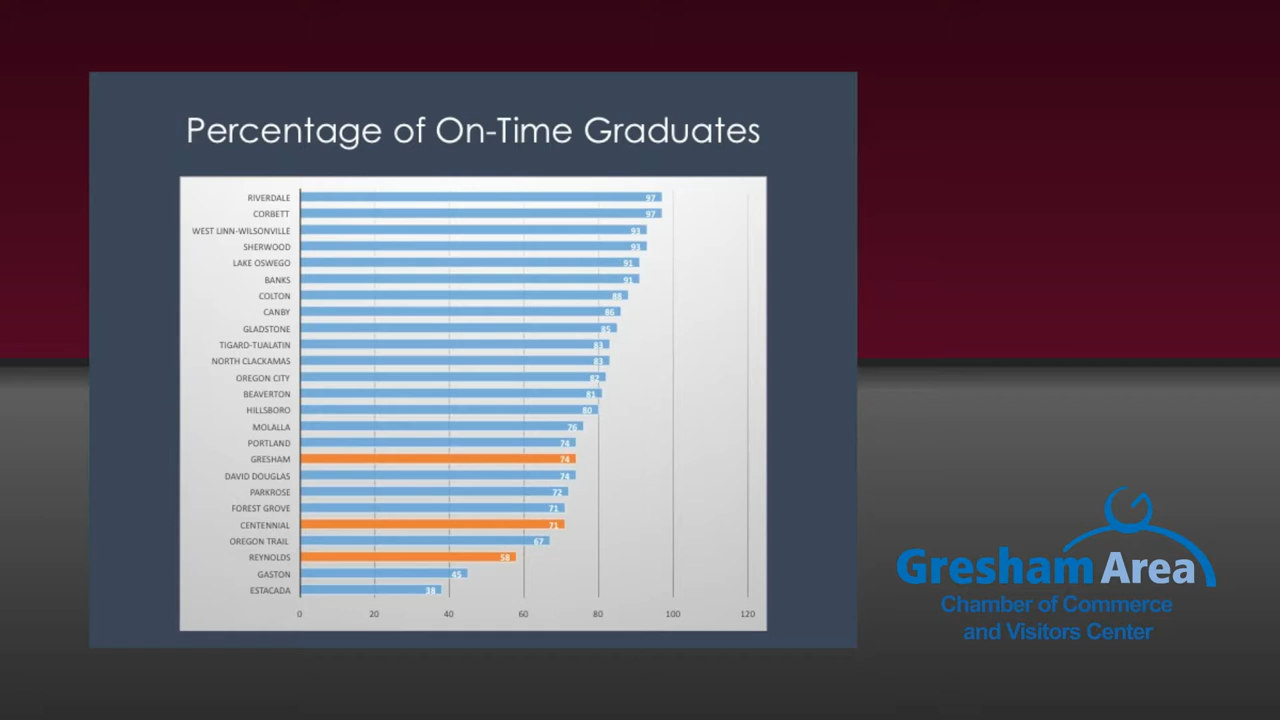 Percentage of On-Time Graduates
RIVERDALE 97
CORBETT 97
WEST LINN-WILSONVILLE 93
SHERWOOD 93
LAKE OSWEGO 91
BANKS 91
COLTON 88
CANBY 86
GLADSTONE 85
TIGARD-TUALATIN 83
NORTH CLACKAMAS 83
OREGON CITY 82
BEAVERTON 81
HILLSBORO 80
MOLALLA 76
PORTLAND 74
GRESHAM 74
DAVID DOUGLAS 74
PARKROSE 72
FOREST GROVE 71
CENTENNIAL 71
OREGON TRAIL 67
REYNOLDS 58
GASTON 45
ESTACADA 38
0 20 40 60 80 100 120
Gresham Area
Chamber of Commerce
and Visitors Center